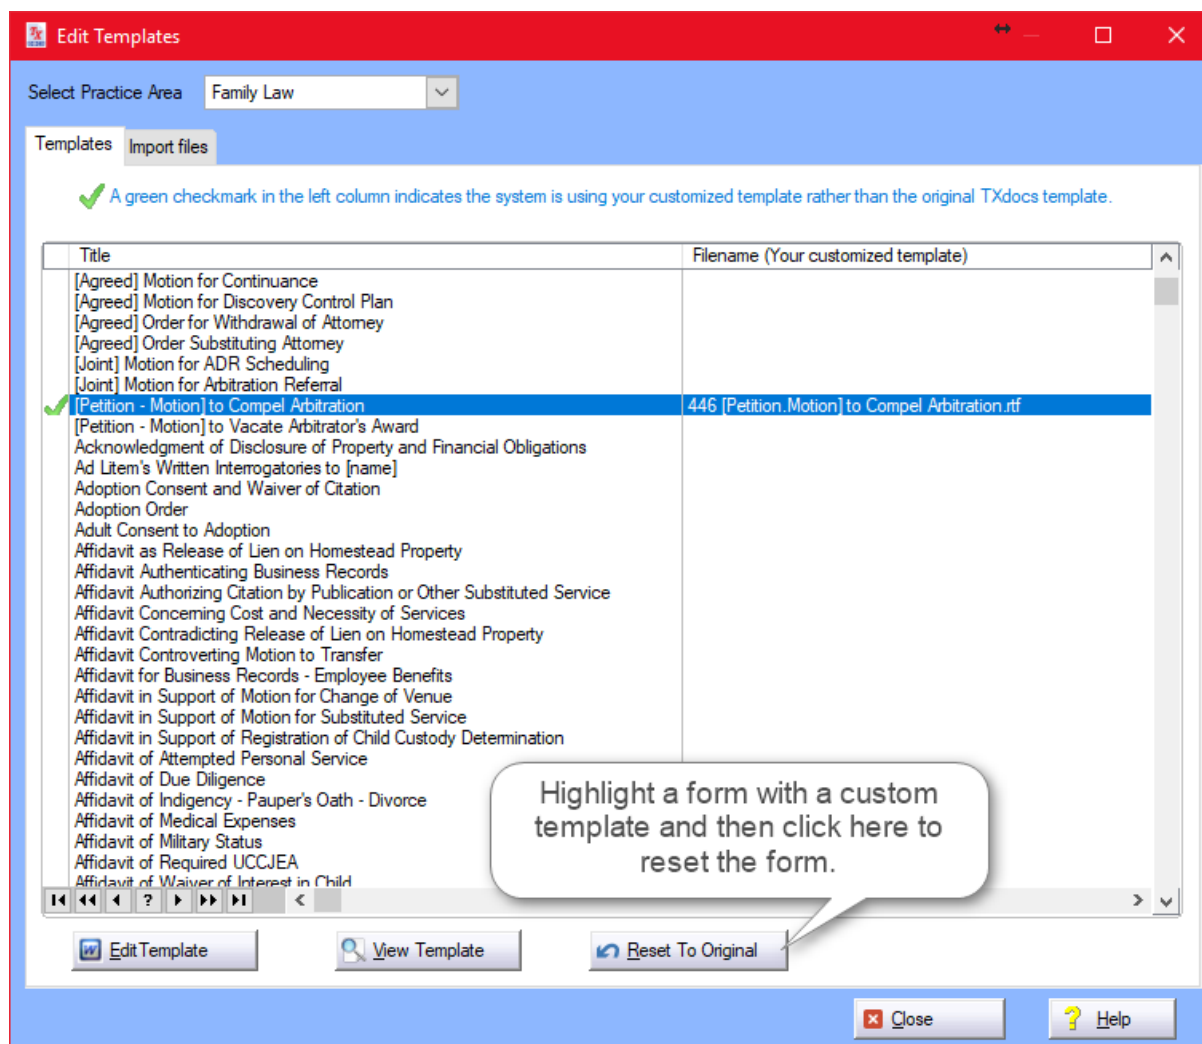 Edit Templates
Select Practice Area Family Law
Templates Import files
A green checkmark in the left column indicates the system is using your customized template rather than the original TXdocs template.
Title Filename (Your customized template)
[Agreed] Motion for Continuance
[Agreed] Motion for Discovery Control Plan
[Agreed] Order for Withdrawal of Attorney
[Agreed] Order Substituting Attorney
[Joint] Motion for ADR Scheduling
[Joint] Motion for Arbitration Referral
[Petition - Motion] to Compel Arbitration 446 [Petition.Motion] to Compel Arbitration.rtf
[Petition - Motion] to Vacate Arbitrator's Award
Acknowledgment of Disclosure of Property and Financial Obligations
Ad Litem's Written Interrogatories to [name]
Adoption Consent and Waiver of Citation
Adoption Order
Adult Consent to Adoption
Affidavit as Release of Lien on Homestead Property
Affidavit Authenticating Business Records
Affidavit Authorizing Citation by Publication or Other Substituted Service
Affidavit Concerning Cost and Necessity of Services
Affidavit Contradicting Release of Lien on Homestead Property
Affidavit Controverting Motion to Transfer
Affidavit for Business Records - Employee Benefits
Affidavit in Support of Motion for Change of Venue
Affidavit in Support of Motion for Substituted Service
Affidavit in Support of Registration of Child Custody Determination
Affidavit of Attempted Personal Service
Affidavit of Due Diligence
Affidavit of Indigency - Pauper's Oath - Divorce
Affidavit of Medical Expenses
Affidavit of Military Status
Affidavit of Required UCCJEA
Affidavit of Waiver of Interest in Child
Highlight a form with a custom
template and then click here to
reset the form.
Edit Template View Template Reset To Original
Close Help